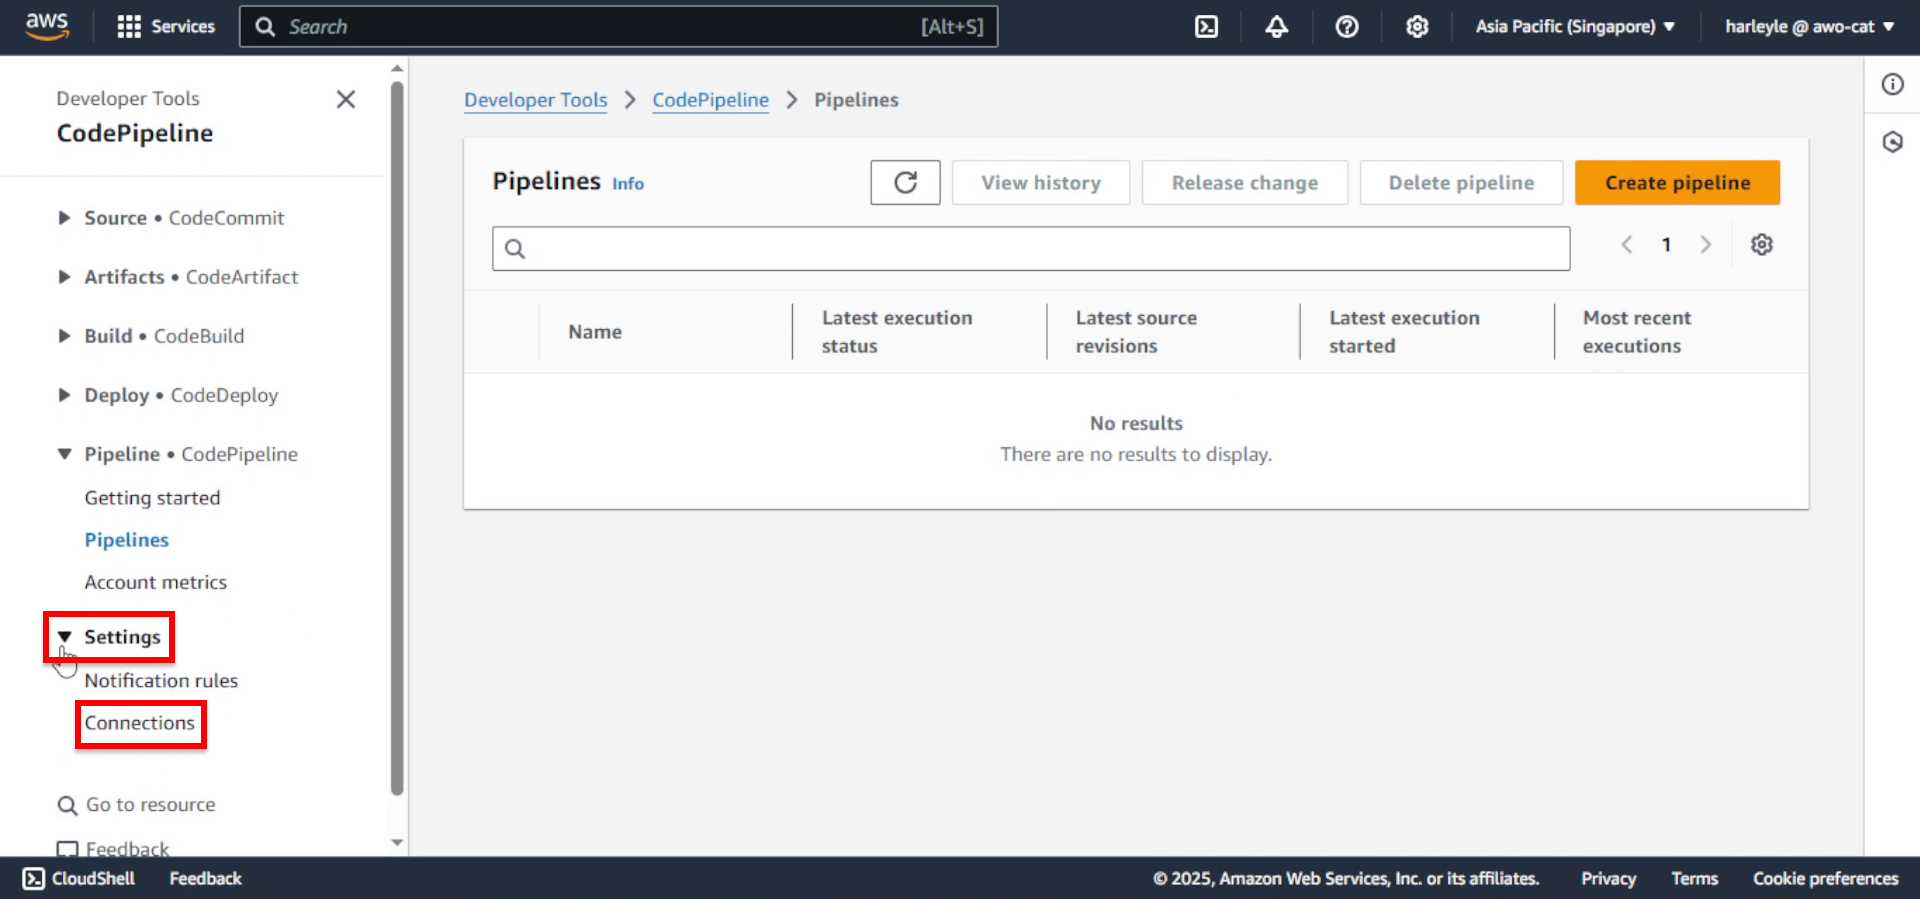 aws
Services
Search
[Alt+S]
Asia Pacific (Singapore)
harleyle @ awo-cat
Developer Tools
CodePipeline
Source • CodeCommit
Artifacts • CodeArtifact
Build • CodeBuild
Deploy • CodeDeploy
Pipeline • CodePipeline
Getting started
Pipelines
Account metrics
Settings
Notification rules
Connections
Go to resource
Feedback
Developer Tools
CodePipeline
Pipelines
Pipelines
Info
View history
Release change
Delete pipeline
Create pipeline
1
Name
Latest execution
status
Latest source
revisions
Latest execution
started
Most recent
executions
No results
There are no results to display.
CloudShell
Feedback
© 2025, Amazon Web Services, Inc. or its affiliates.
Privacy
Terms
Cookie preferences